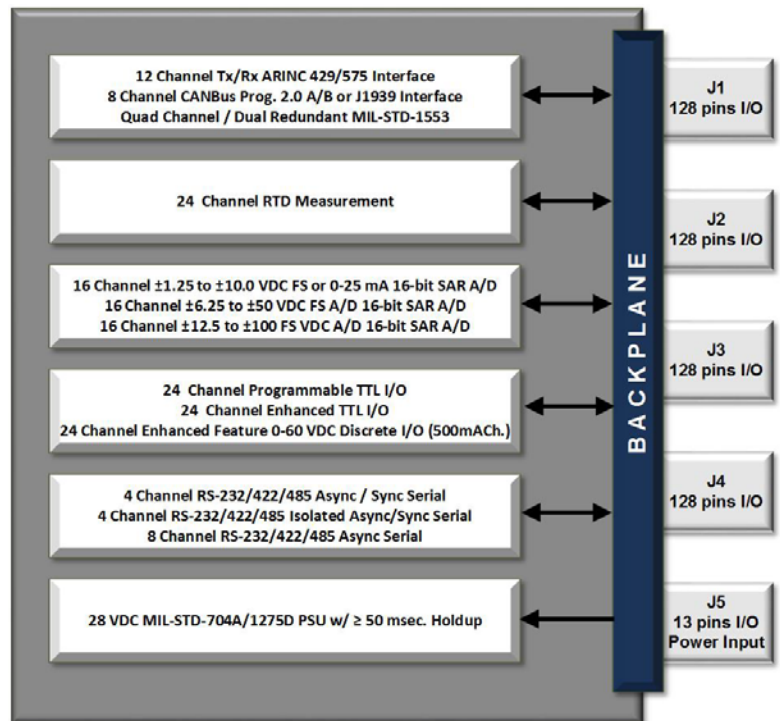 12 Channel Tx/Rx ARINC 429/575 Interface
8 Channel CANBus Prog. 2.0 A/B or J1939 Interface
Quad Channel / Dual Redundant MIL-STD-1553
24 Channel RTD Measurement
16 Channel ±1.25 to ±10.0 VDC FS or 0-25 mA 16-bit SAR A/D
16 Channel ±6.25 to ±50 VDC FS A/D 16-bit SAR A/D
16 Channel ±12.5 to ±100 FS VDC A/D 16-bit SAR A/D
24 Channel Programmable TTL I/O
24 Channel Enhanced TTL I/O
24 Channel Enhanced Feature 0-60 VDC Discrete I/O (500mACh.)
4 Channel RS-232/422/485 Async / Sync Serial
4 Channel RS-232/422/485 Isolated Async/Sync Serial
8 Channel RS-232/422/485 Async Serial
28 VDC MIL-STD-704A/1275D PSU w/ ≥ 50 msec. Holdup
BACKPLANE
J1
128 pins I/O
J2
128 pins I/O
J3
128 pins I/O
J4
128 pins I/O
J5
13 pins I/O
Power Input